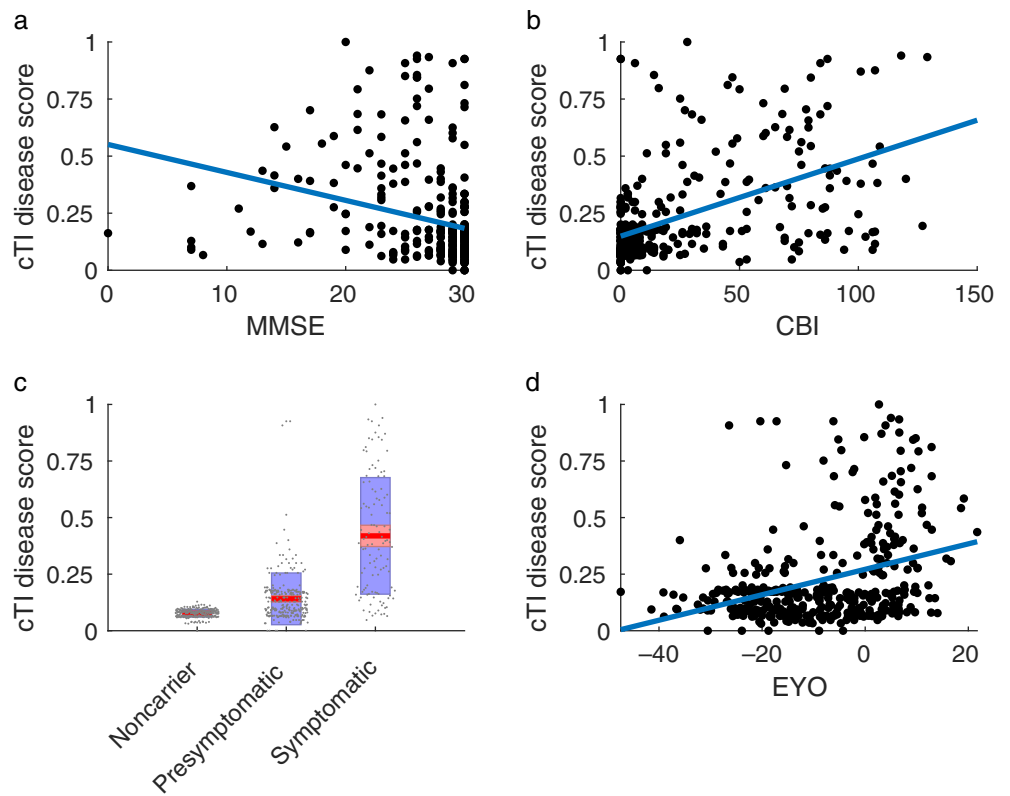 a
1
0.75
0.5
0.25
0
cTI disease score
0 10 20 30
MMSE
b
1
0.75
0.5
0.25
0
cTI disease score
0 50 100 150
CBI
c
1
0.75
0.5
0.25
0
cTI disease score
Noncarrier
Presymptomatic
Symptomatic
d
1
0.75
0.5
0.25
0
cTI disease score
−40 −20 0 20
EYO